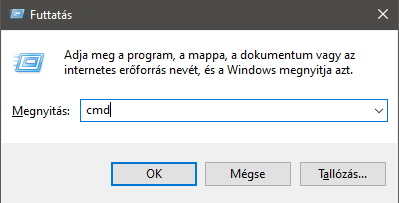 Futtatás
Adja meg a program, a mappa, a dokumentum vagy az
internetes erőforrás nevét, és a Windows megnyitja azt.
Megnyitás: cmd
OK Mégse Tallózás...